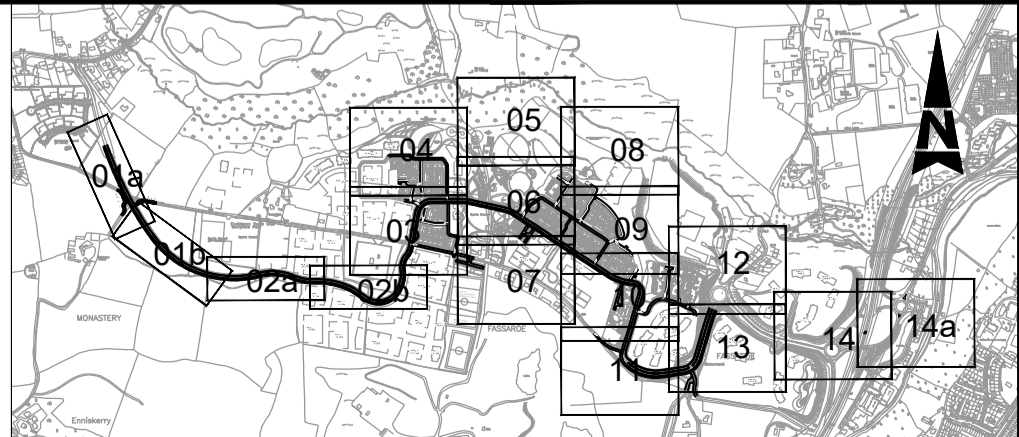 05
04
08
01a
06
03
09
01b
12
02a
02b
07
10
MONASTERY
FASSAROE
14a
13
14
FASSAROE
11
Enniskerry
N